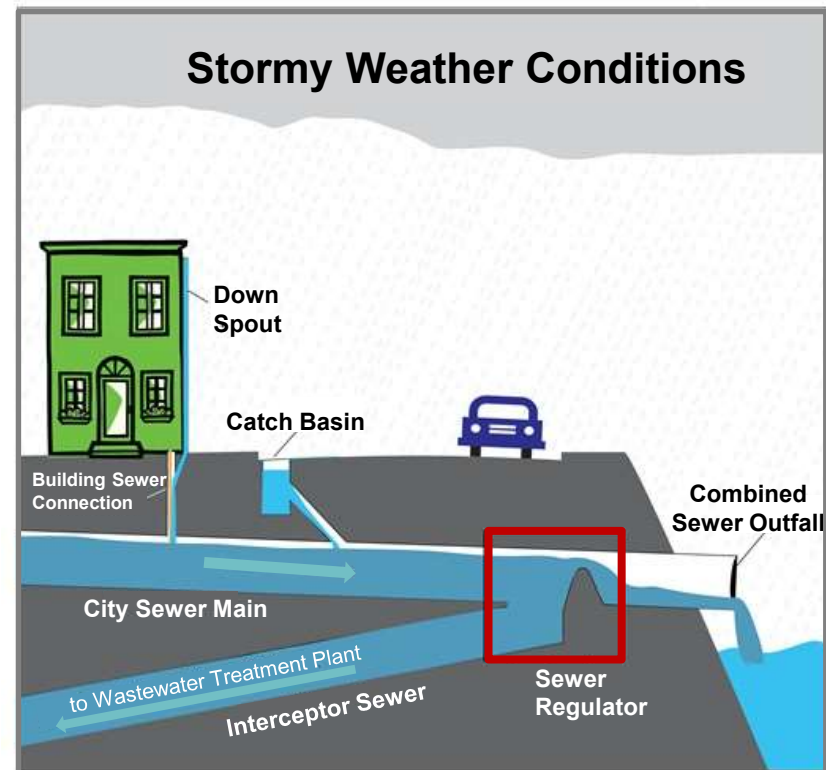 Stormy Weather Conditions
Down
Spout
Catch Basin
Building Sewer
Connection
Combined
Sewer Outfall
City Sewer Main
to Wastewater Treatment Plant
Interceptor Sewer
Sewer
Regulator